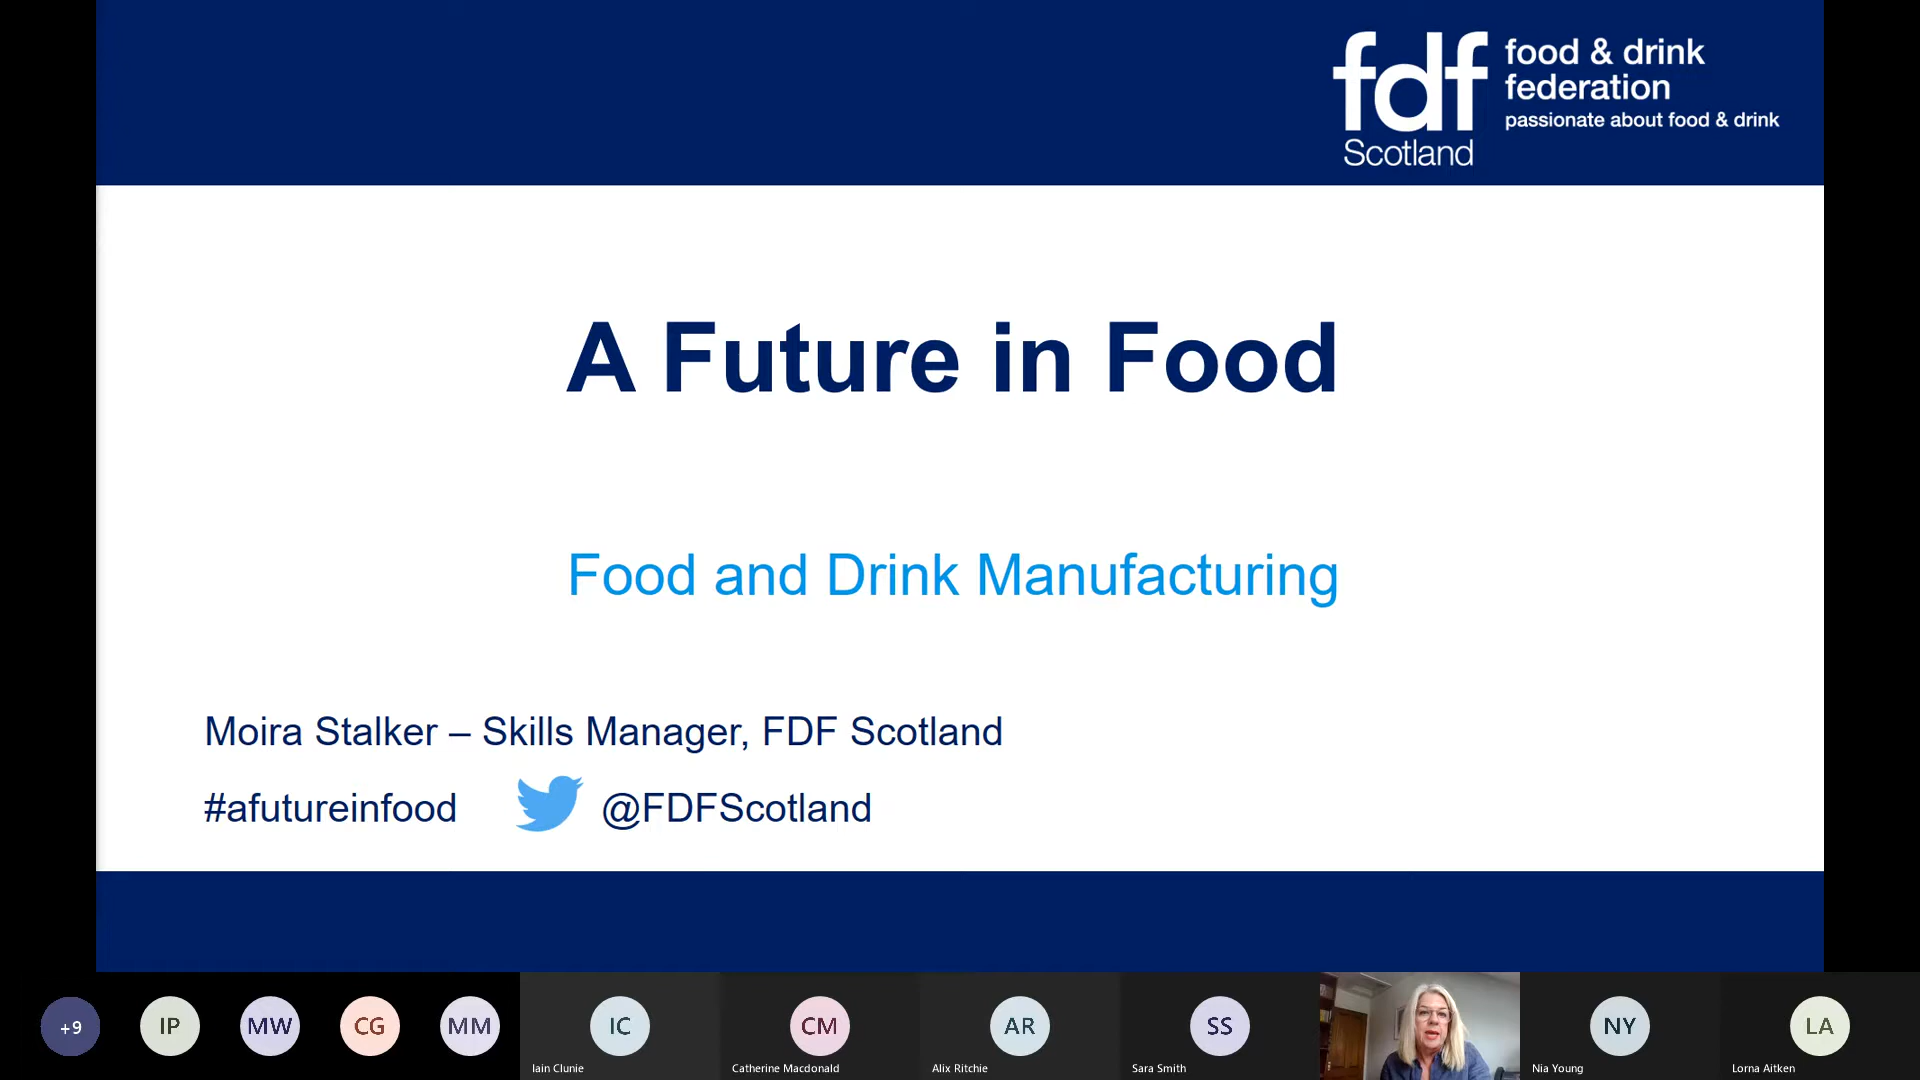 fdf
Scotland
food & drink
federation
passionate about food & drink
A Future in Food
Food and Drink Manufacturing
Moira Stalker – Skills Manager, FDF Scotland
#afutureinfood @FDFScotland
+9
IP
MW
CG
MM
IC
Iain Clunie
CM
Catherine Macdonald
AR
Alix Ritchie
SS
Sara Smith
NY
Nia Young
LA
Lorna Aitken